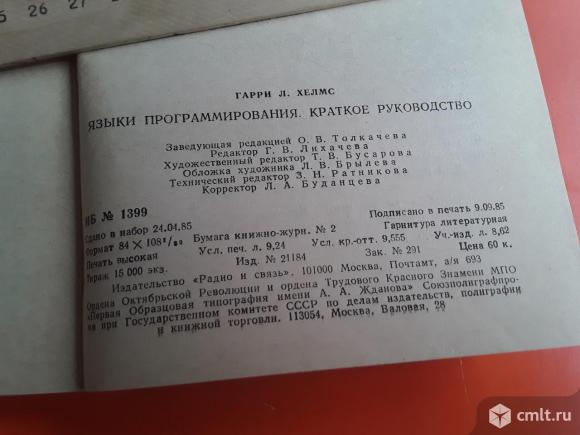 5 26 27
ГАРРИ Л. ХЕЛМС
ЯЗЫКИ ПРОГРАММИРОВАНИЯ. КРАТКОЕ РУКОВОДСТВО
Заведующая редакцией О. В. Толкачева
Редактор Г. В. Лихачева
Художественный редактор Т. В. Бусарова
Обложка художника Л. В. Брылева
Технический редактор З. Н. Ратникова
Корректор Л. А. Буданцева
ИБ № 1399
Сдано в набор 24.04.85 Подписано в печать 9.09.85
Формат 84×108¹/₃₂ Бумага книжно-журн. № 2 Гарнитура литературная
Печать высокая Усл. печ. л. 9,24 Усл. кр.-отт. 9,555 Уч.-изд. л. 8,62
Тираж 15 000 экз. Изд. № 21184 Зак. № 291 Цена 60 к.
Издательство «Радио и связь». 101000 Москва, Почтамт, а/я 693
Ордена Октябрьской Революции и ордена Трудового Красного Знамени МПО
«Первая Образцовая типография имени А. А. Жданова» Союзполиграфпро-
ма при Государственном комитете СССР по делам издательств, полиграфии
и книжной торговли. 113054, Москва, Валовая, 28
cmlt.ru